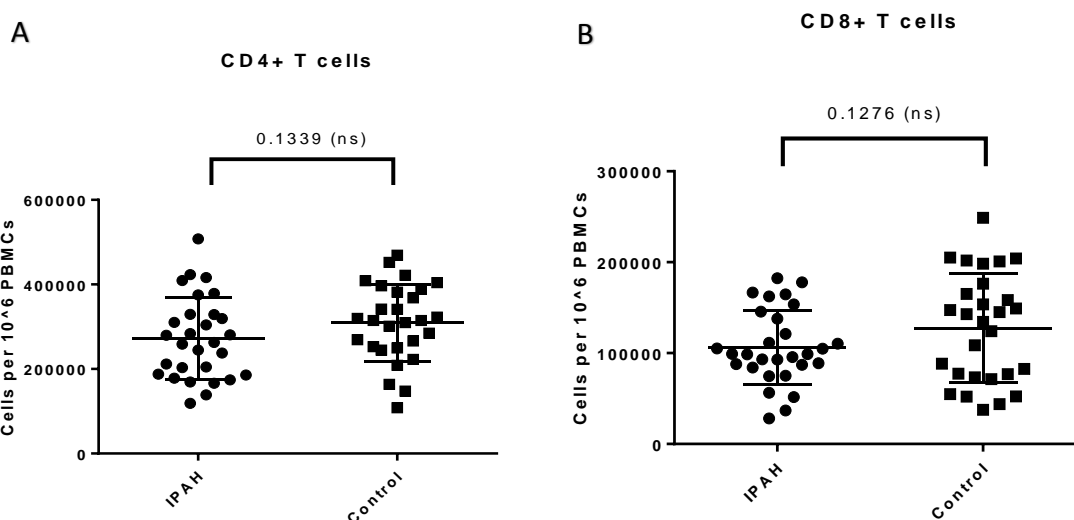 A
CD4+ T cells
0.1339 (ns)
Cells per 10^6 PBMCs
600000
400000
200000
0
IPAH
Control
B
CD8+ T cells
0.1276 (ns)
Cells per 10^6 PBMCs
300000
200000
100000
0
IPAH
Control